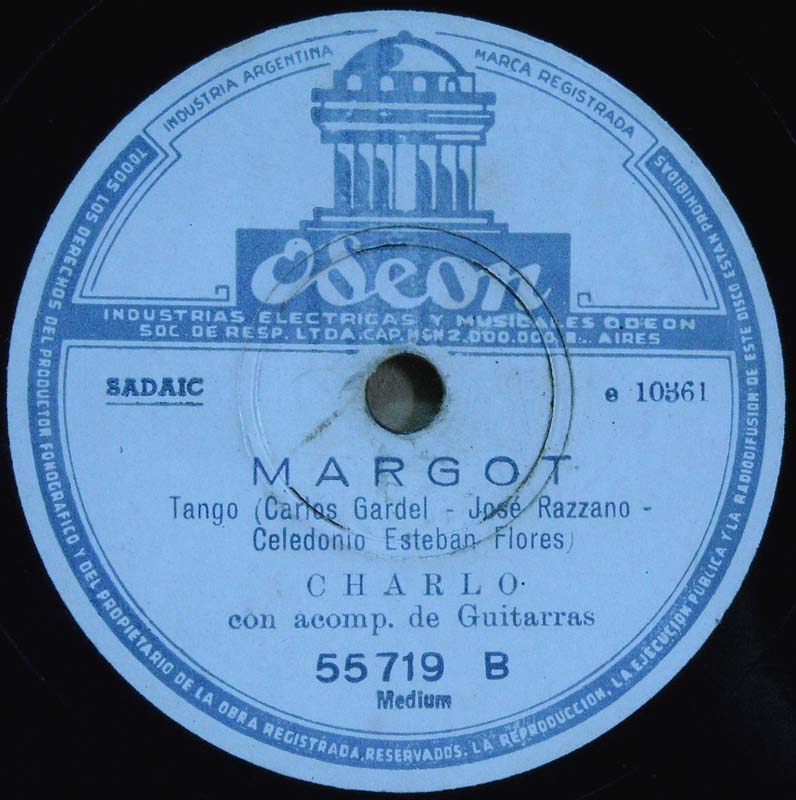 INDUSTRIA ARGENTINA
MARCA REGISTRADA
Odeon
INDUSTRIAS ELECTRICAS Y MUSICALES ODEON
SOC. DE RESP. LTDA. CAP. M$N 2.000.000, AIRES
SADAIC
e 10361
MARGOT
Tango (Carlos Gardel - José Razzano -
Celedonio Esteban Flores)
CHARLO
con acomp. de Guitarras
55719 B
Medium
TODOS LOS DERECHOS DEL PRODUCTOR FONOGRAFICO Y DEL PROPIETARIO DE LA OBRA REGISTRADA, RESERVADOS. LA REPRODUCCION, LA EJECUCIÓN PÚBLICA Y LA RADIODIFUSION DE ESTE DISCO ESTAN PROHIBIDAS